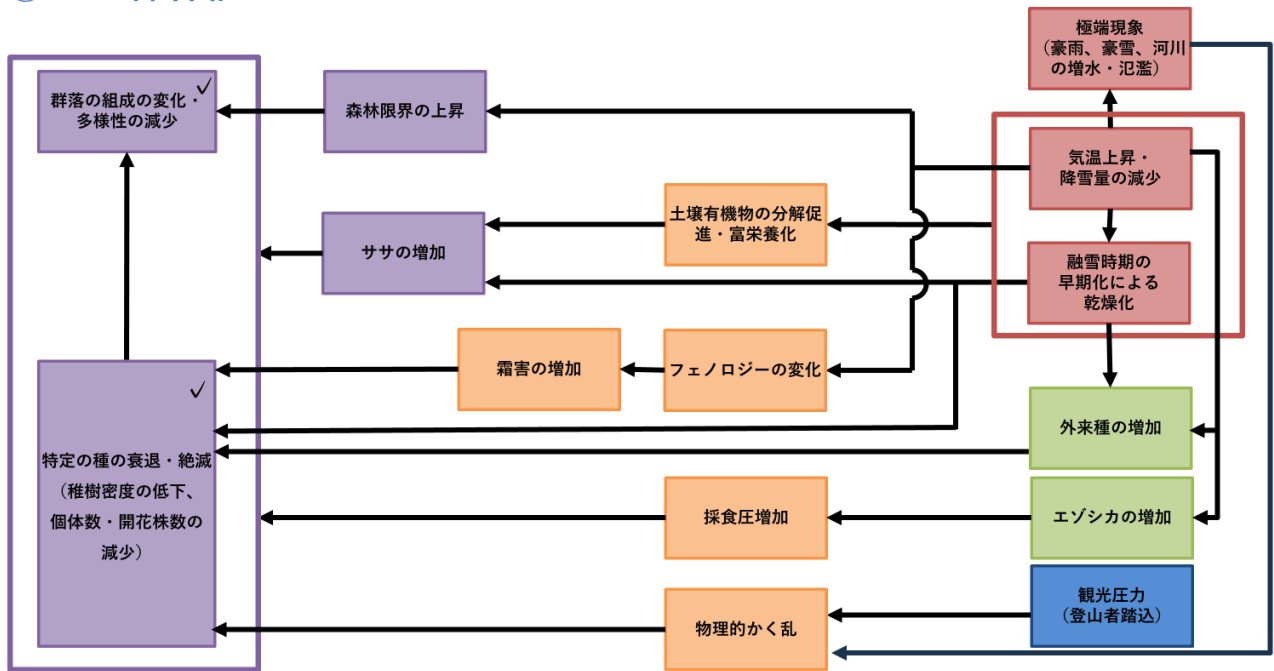 極端現象
（豪雨、豪雪、河川
の増水・氾濫）
群落の組成の変化・
多様性の減少
森林限界の上昇
気温上昇・
降雪量の減少
土壌有機物の分解促
進・富栄養化
ササの増加
融雪時期の
早期化による
乾燥化
霜害の増加
フェノロジーの変化
外来種の増加
特定の種の衰退・絶滅
（稚樹密度の低下、
個体数・開花株数の
減少）
採食圧増加
エゾシカの増加
物理的かく乱
観光圧力
（登山者踏込）